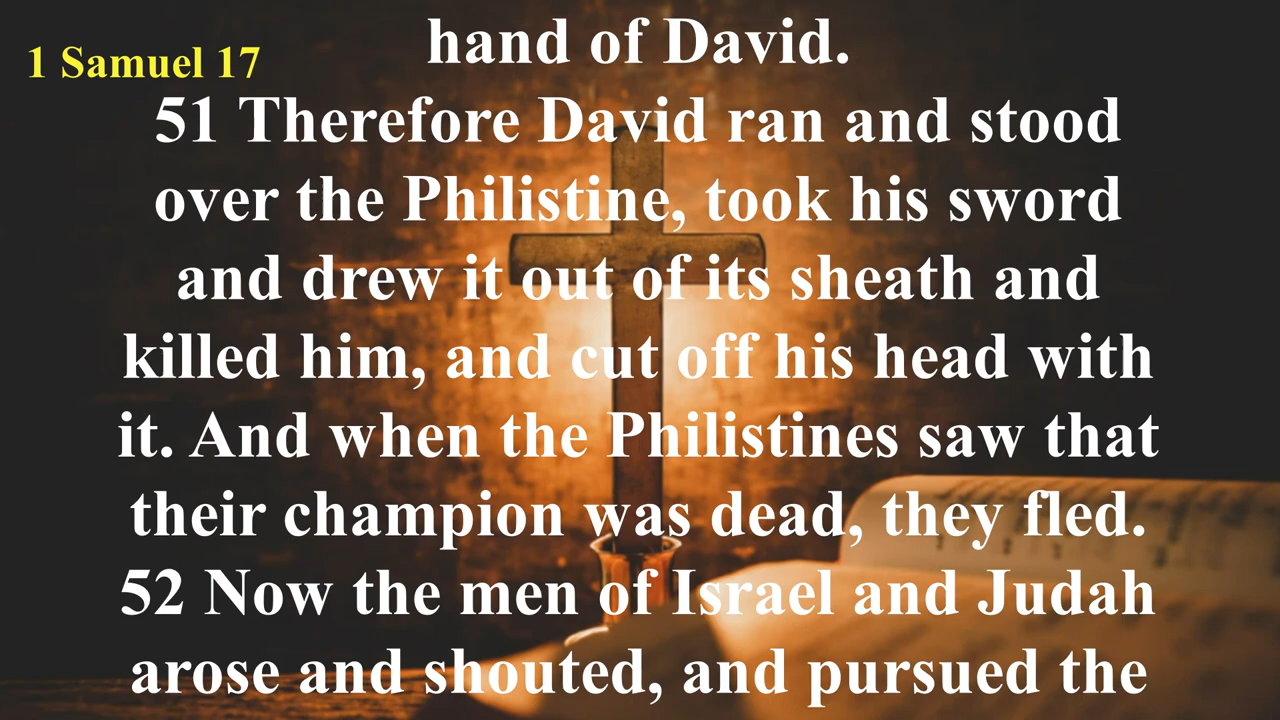 1 Samuel 17
hand of David.
51 Therefore David ran and stood
over the Philistine, took his sword
and drew it out of its sheath and
killed him, and cut off his head with
it. And when the Philistines saw that
their champion was dead, they fled.
52 Now the men of Israel and Judah
arose and shouted, and pursued the